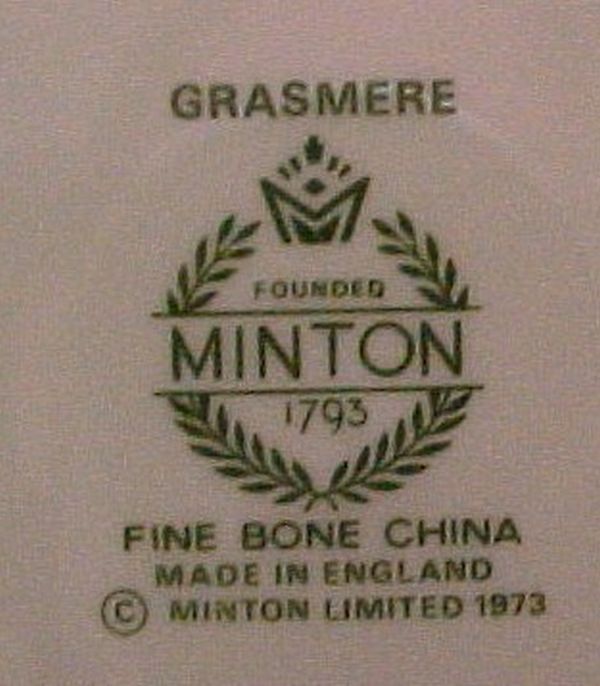 GRASMERE
FOUNDED
MINTON
1793
FINE BONE CHINA
MADE IN ENGLAND
© MINTON LIMITED 1973